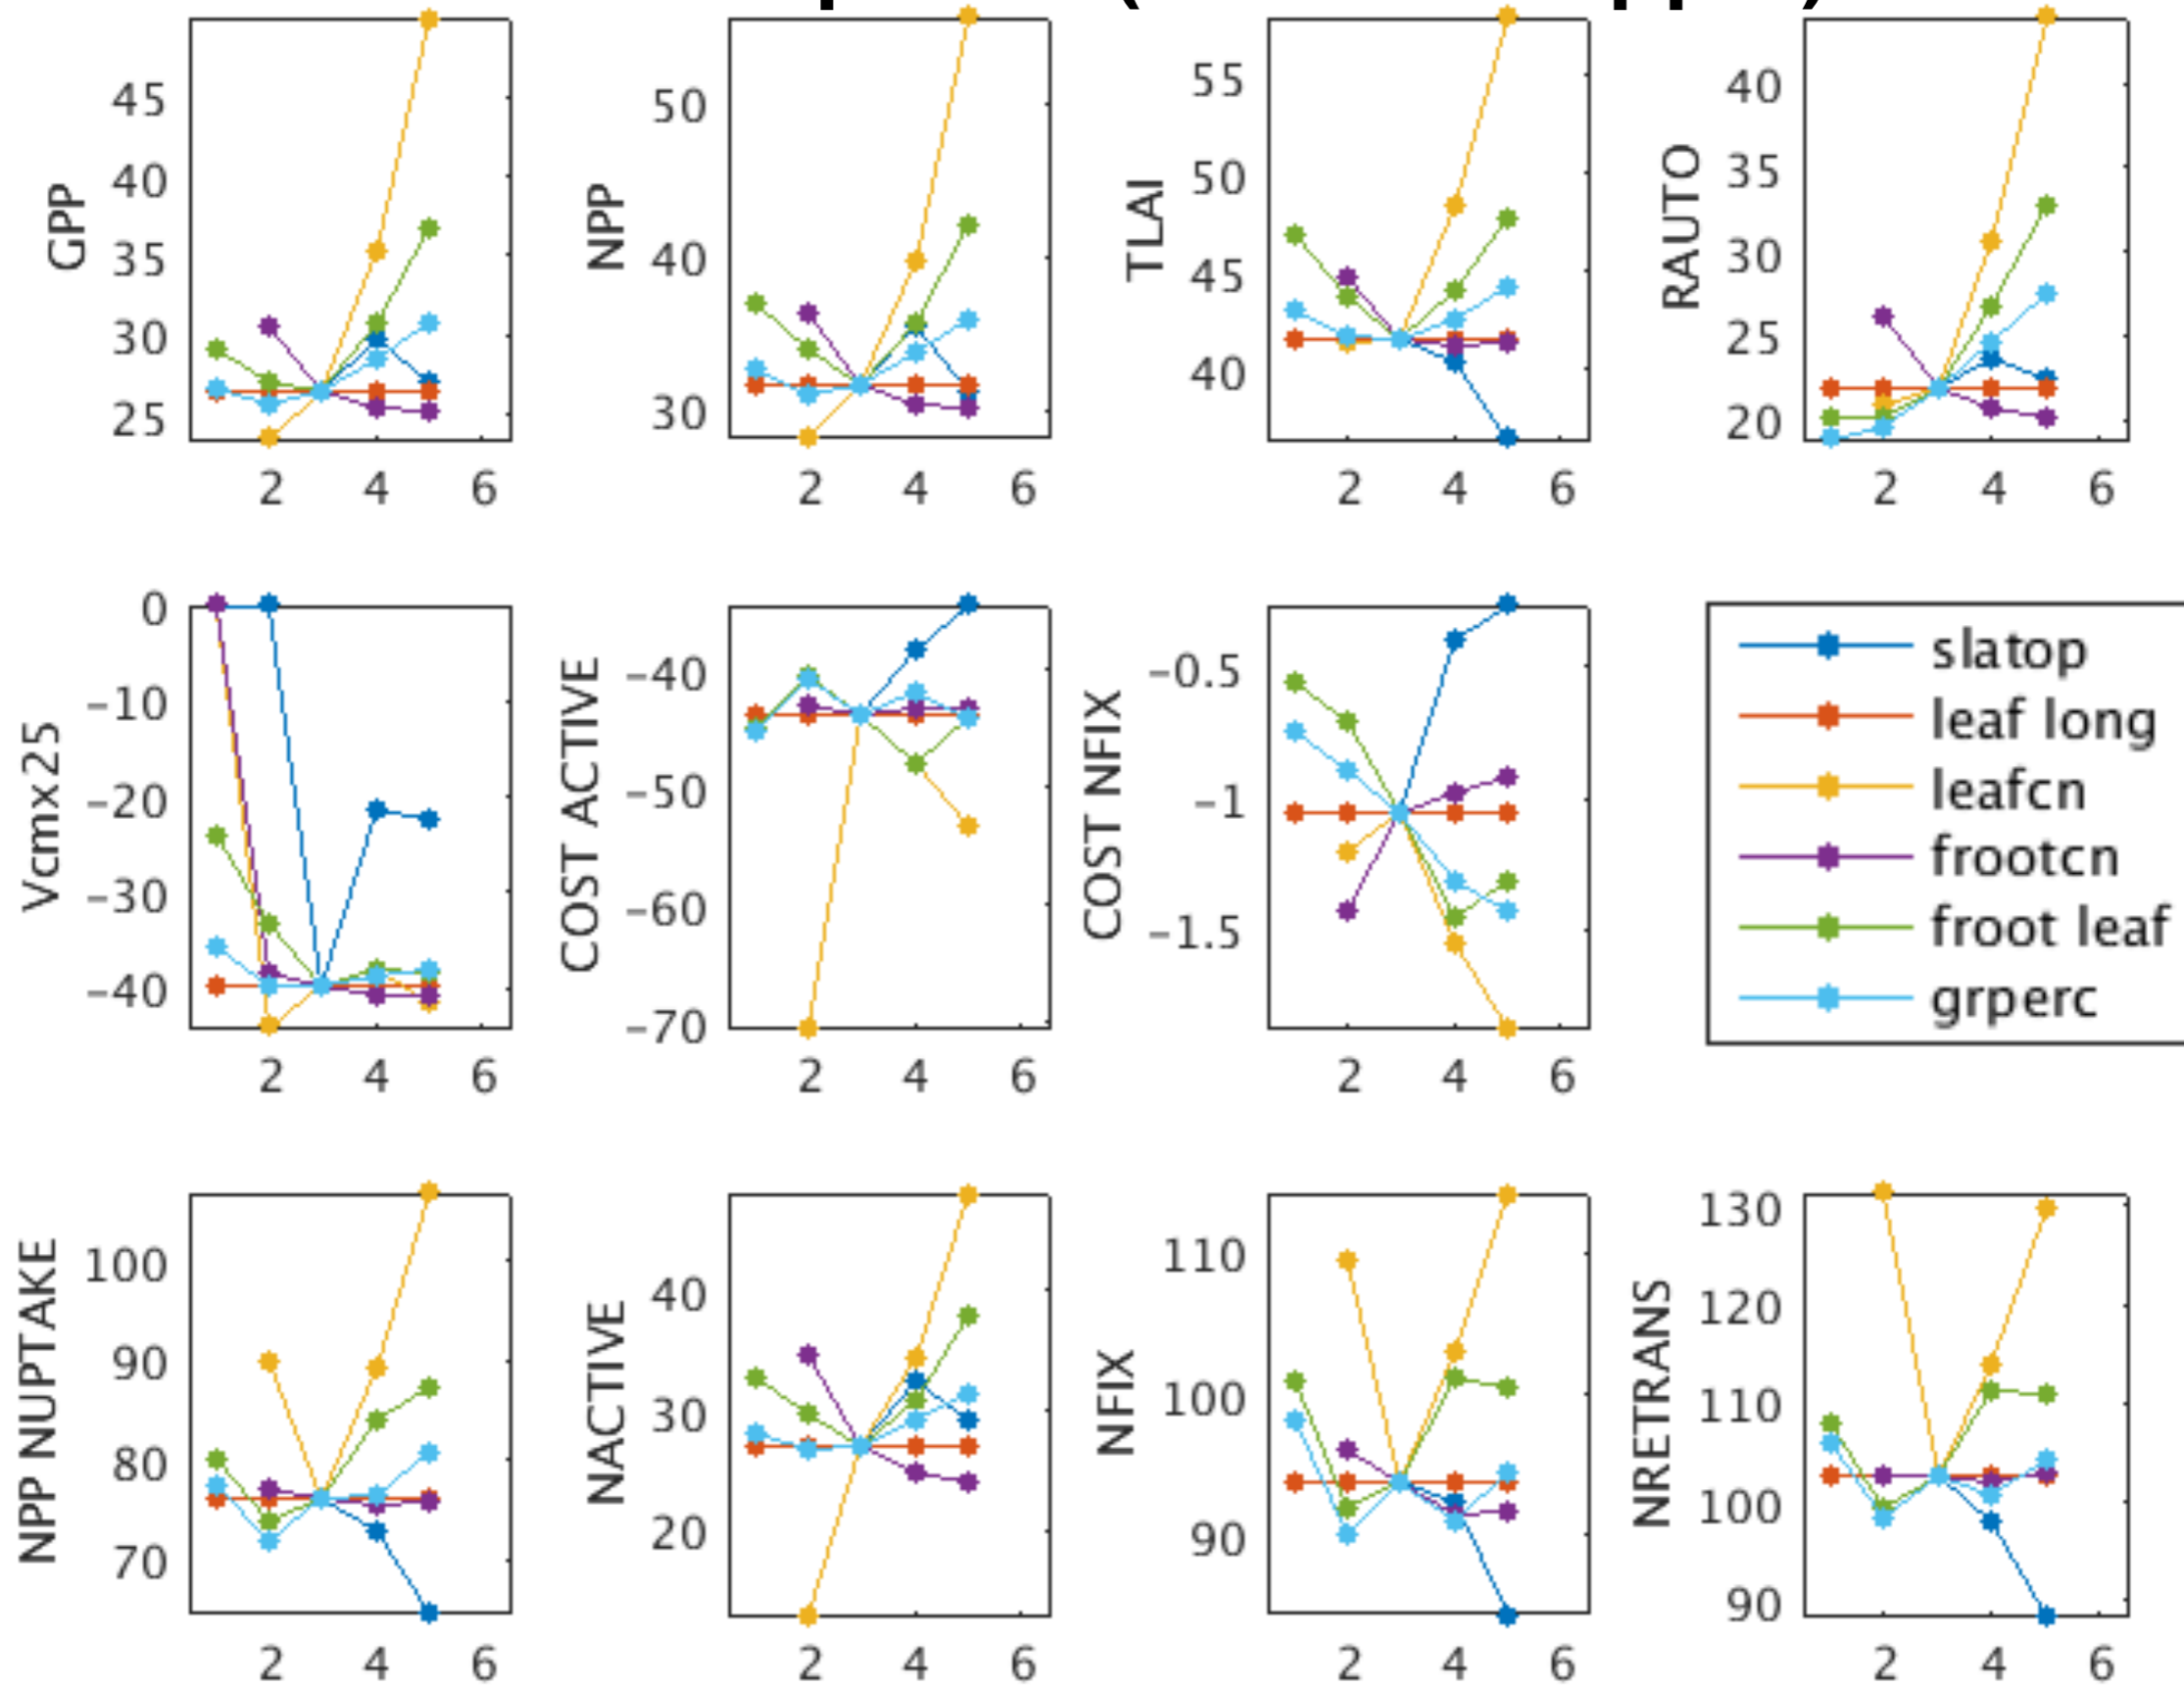 GPP
45
40
35
30
25
2 4 6
NPP
50
40
30
2 4 6
TLAI
55
50
45
40
2 4 6
RAUTO
40
35
30
25
20
2 4 6
Vcmx25
0
-10
-20
-30
-40
2 4 6
COST ACTIVE
-40
-50
-60
-70
2 4 6
COST NFIX
-0.5
-1
-1.5
2 4 6
slatop
leaf long
leafcn
frootcn
froot leaf
grperc
NPP NUPTAKE
100
90
80
70
2 4 6
NACTIVE
40
30
20
2 4 6
NFIX
110
100
90
2 4 6
NRETRANS
130
120
110
100
90
2 4 6